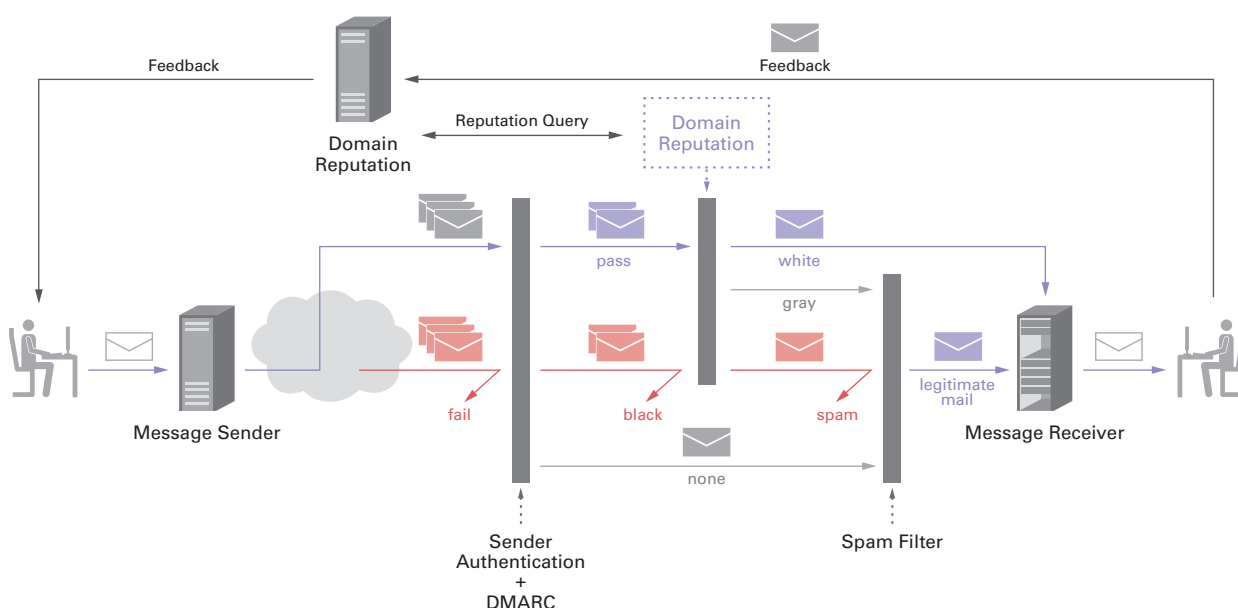 Feedback
Feedback
Domain
Reputation
Reputation Query
Domain
Reputation
pass
white
gray
fail
black
spam
legitimate
mail
Message Sender
Message Receiver
none
Sender
Authentication
+
DMARC
Spam Filter